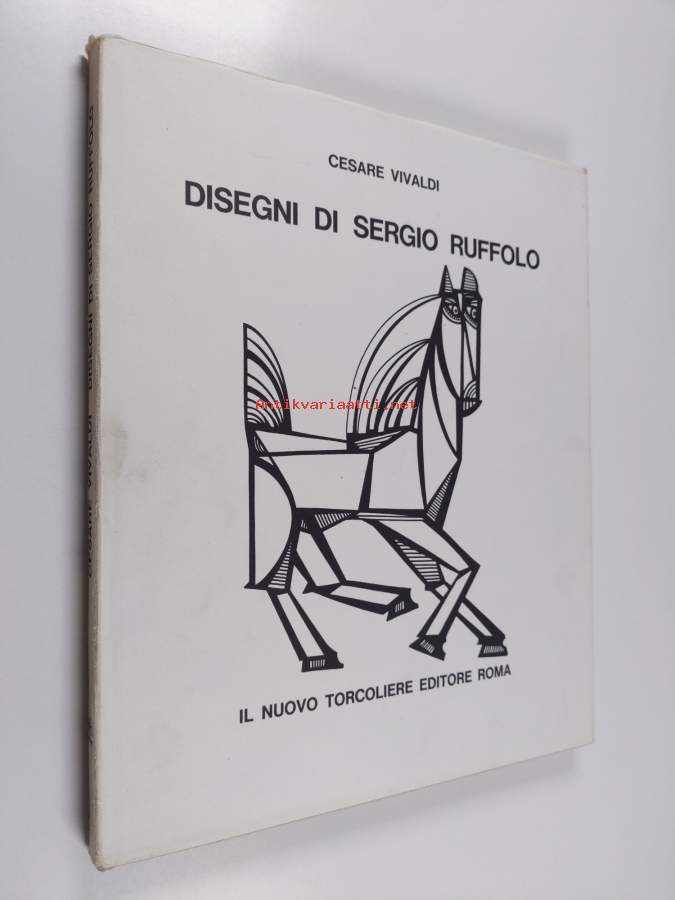 CESARE VIVALDI
DISEGNI DI SERGIO RUFFOLO
Antikvariaatti.net
IL NUOVO TORCOLIERE EDITORE ROMA
CESARE VIVALDI DISEGNI DI SERGIO RUFFOLO